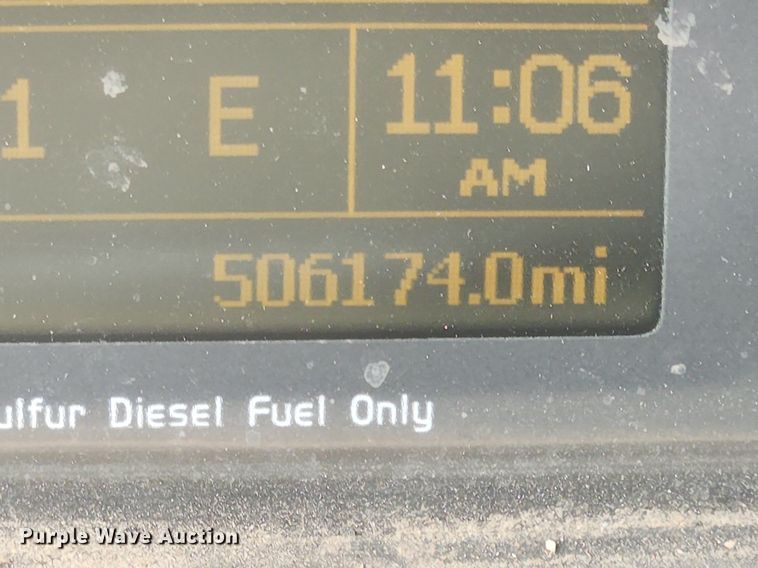 1 E 11:06
AM
506174.0mi
ulfur Diesel Fuel Only
Purple Wave Auction